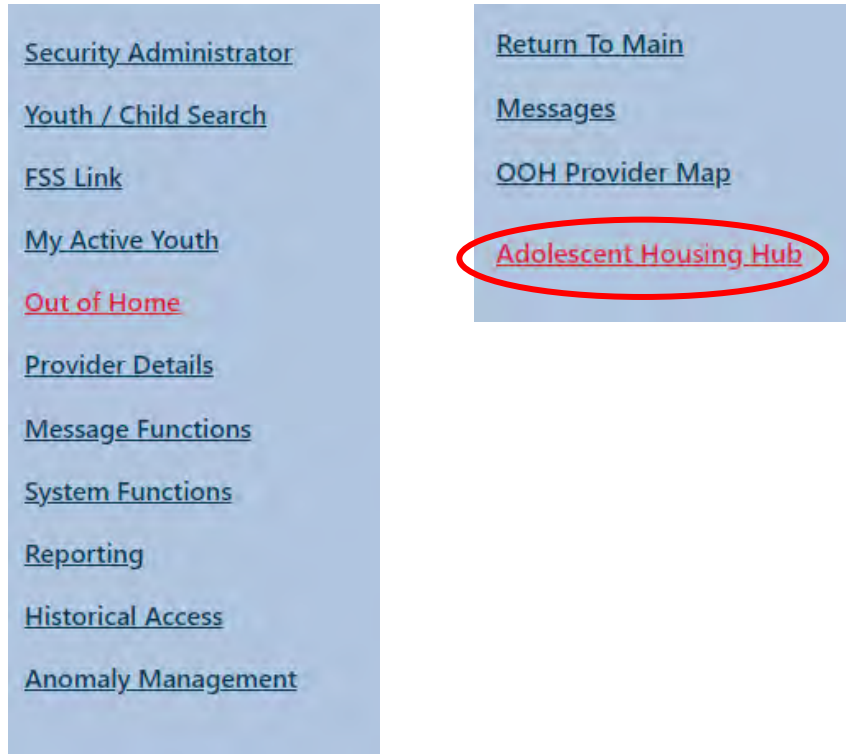 Security Administrator
Youth / Child Search
FSS Link
My Active Youth
Out of Home
Provider Details
Message Functions
System Functions
Reporting
Historical Access
Anomaly Management
Return To Main
Messages
OOH Provider Map
Adolescent Housing Hub